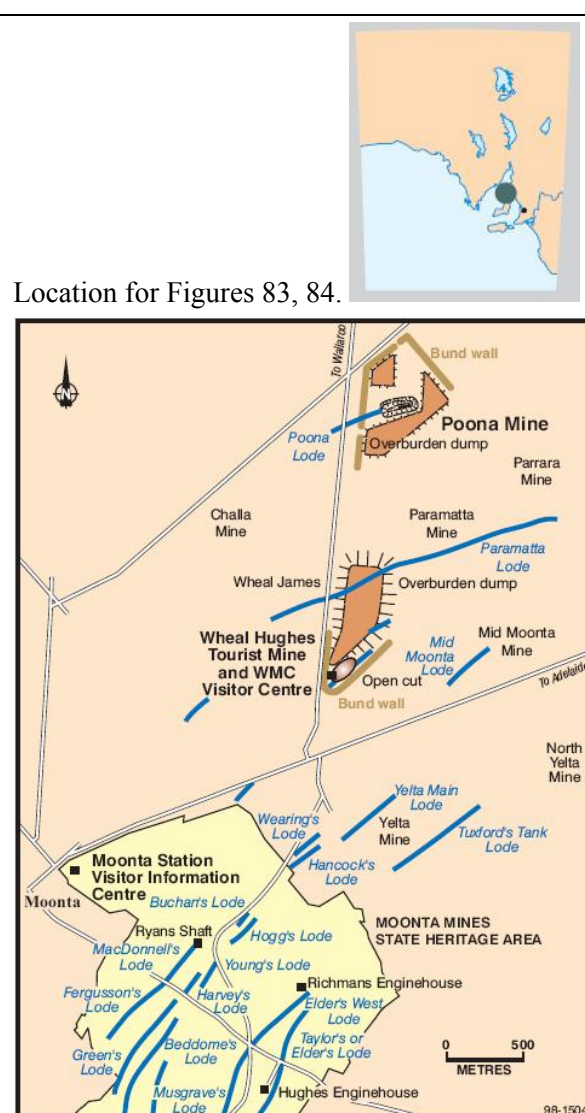 Location for Figures 83, 84.
To Wallaroo
Bund wall
N
Poona Mine
Poona
Lode
Overburden dump
Parrara
Mine
Challa
Mine
Paramatta
Mine
Paramatta
Lode
Wheal James
Overburden dump
Wheal Hughes
Tourist Mine
and WMC
Visitor Centre
Mid
Moonta
Lode
Mid Moonta
Mine
Open cut
To Adelaide
Bund wall
North
Yelta
Mine
Yelta Main
Lode
Wearing's
Lode
Yelta
Mine
Tuxford's Tank
Lode
Hancock's
Lode
Moonta Station
Visitor Information
Centre
Moonta
Buchan's Lode
MOONTA MINES
STATE HERITAGE AREA
Ryans Shaft
Hogg's Lode
MacDonnell's
Lode
Young's Lode
Richmans Enginehouse
Fergusson's
Lode
Harvey's
Lode
Elder's West
Lode
Taylor's or
Elder's Lode
Green's
Lode
Beddome's
Lode
0 500
METRES
Musgrave's
Lode
Hughes Enginehouse
98-150